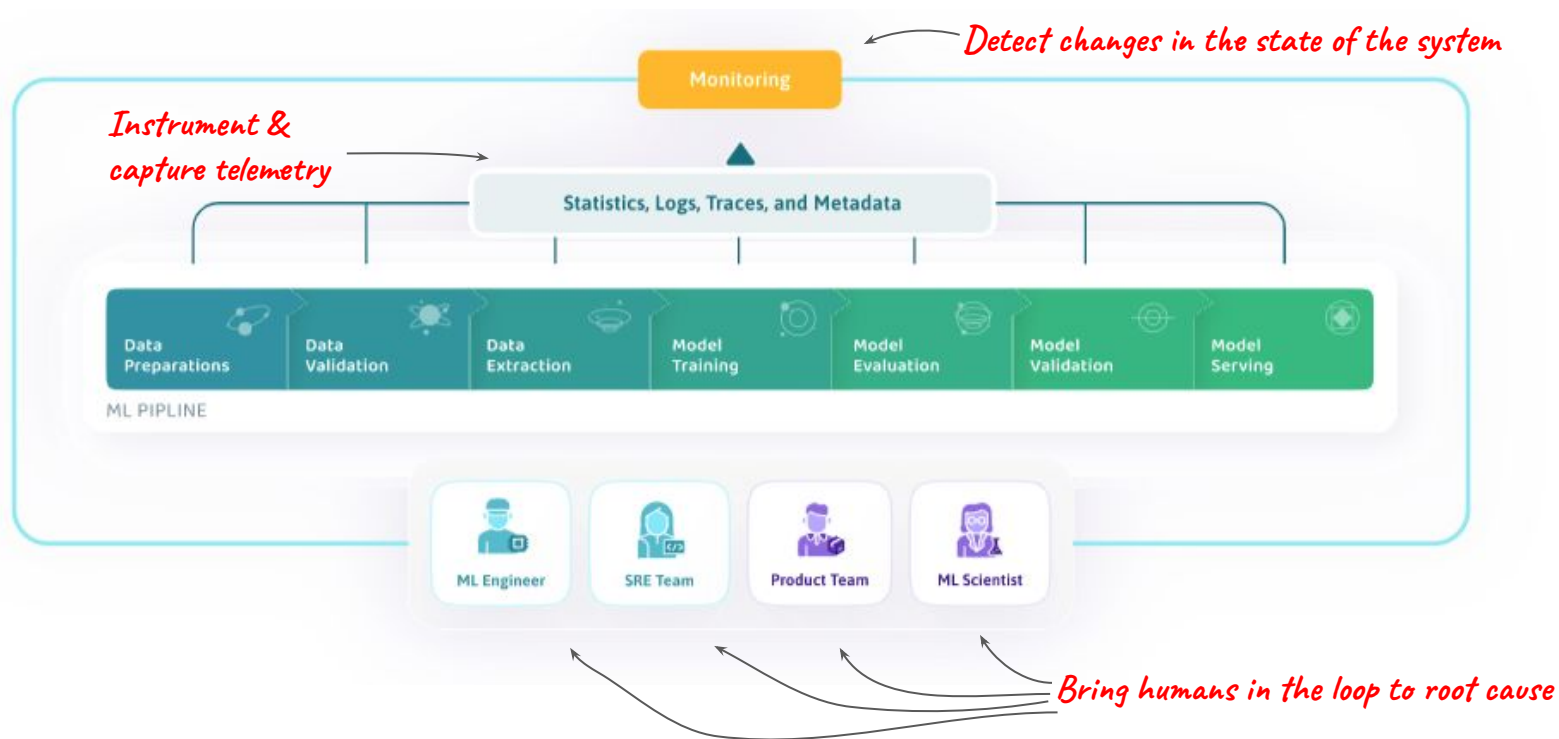 Detect changes in the state of the system
Monitoring
Instrument &
capture telemetry
Statistics, Logs, Traces, and Metadata
Data
Preparations
Data
Validation
Data
Extraction
Model
Training
Model
Evaluation
Model
Validation
Model
Serving
ML PIPLINE
ML Engineer
SRE Team
Product Team
ML Scientist
Bring humans in the loop to root cause